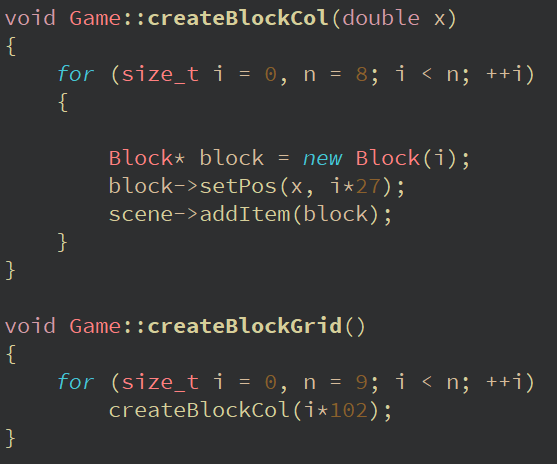 void Game::createBlockCol(double x)
{
    for (size_t i = 0, n = 8; i < n; ++i)
    {

        Block* block = new Block(i);
        block->setPos(x, i*27);
        scene->addItem(block);
    }
}

void Game::createBlockGrid()
{
    for (size_t i = 0, n = 9; i < n; ++i)
        createBlockCol(i*102);
}